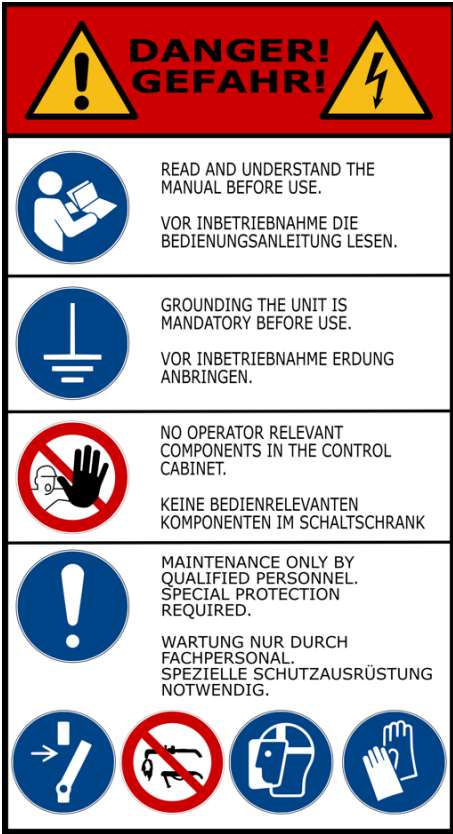 DANGER!
GEFAHR!
READ AND UNDERSTAND THE
MANUAL BEFORE USE.
VOR INBETRIEBNAHME DIE
BEDIENUNGSANLEITUNG LESEN.
GROUNDING THE UNIT IS
MANDATORY BEFORE USE.
VOR INBETRIEBNAHME ERDUNG
ANBRINGEN.
NO OPERATOR RELEVANT
COMPONENTS IN THE CONTROL
CABINET.
KEINE BEDIENRELEVANTEN
KOMPONENTEN IM SCHALTSCHRANK
MAINTENANCE ONLY BY
QUALIFIED PERSONNEL.
SPECIAL PROTECTION
REQUIRED.
WARTUNG NUR DURCH
FACHPERSONAL.
SPEZIELLE SCHUTZAUSRÜSTUNG
NOTWENDIG.